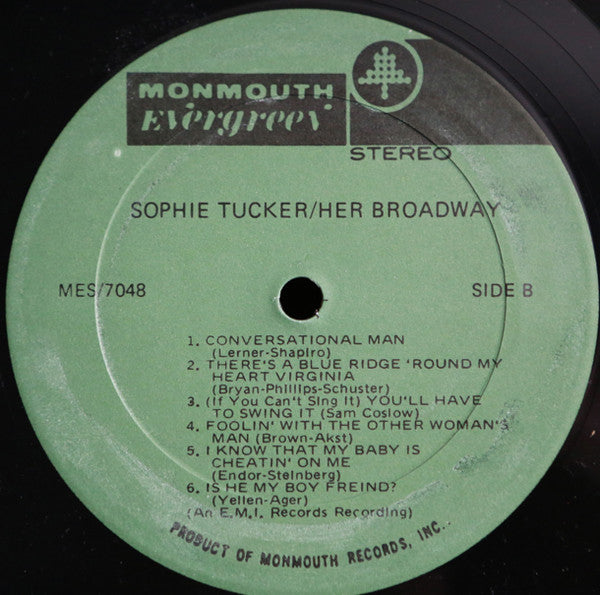 MONMOUTH
Evergreen
STEREO
SOPHIE TUCKER/HER BROADWAY
MES/7048 SIDE B
1. CONVERSATIONAL MAN
(Lerner-Shapiro)
2. THERE'S A BLUE RIDGE 'ROUND MY
HEART VIRGINIA
(Bryan-Phillips-Schuster)
3. (If You Can't Sing It) YOU'LL HAVE
TO SWING IT (Sam Coslow)
4. FOOLIN' WITH THE OTHER WOMAN'S
MAN (Brown-Akst)
5. I KNOW THAT MY BABY IS
CHEATIN' ON ME
(Endor-Steinberg)
6. IS HE MY BOY FREIND?
(Yellen-Ager)
(An E.M.I. Records Recording)
PRODUCT OF MONMOUTH RECORDS, INC..